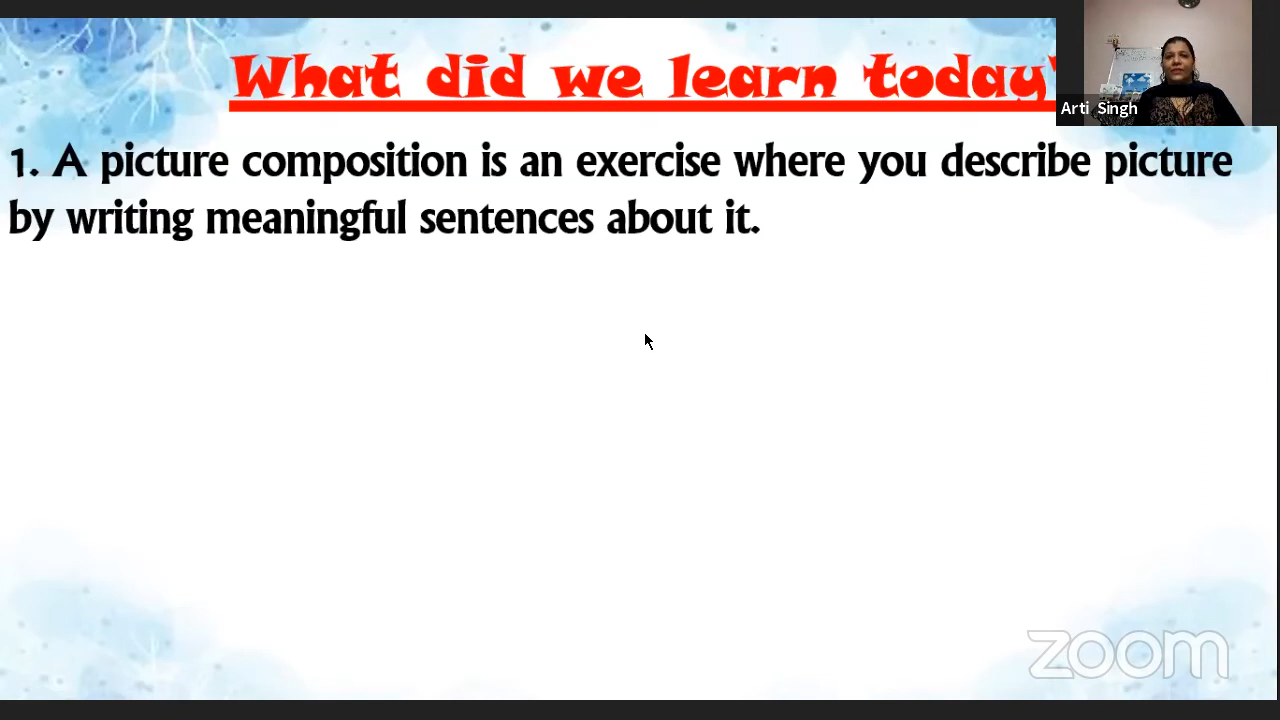 What did we learn today
Arti Singh
1. A picture composition is an exercise where you describe picture
by writing meaningful sentences about it.
zoom